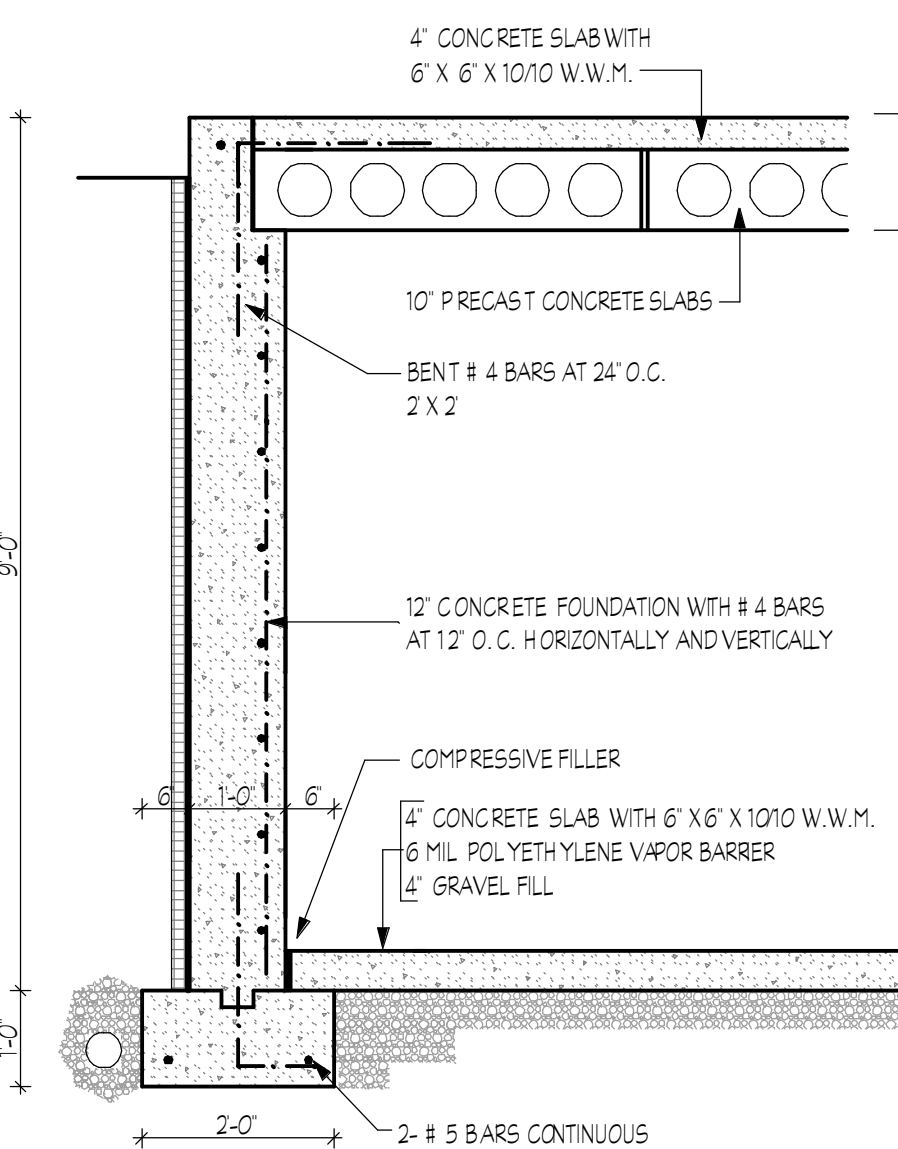 4" CONCRETE SLAB WITH
6" X 6" X 10/10 W.W.M.
10" PRECAST CONCRETE SLABS
BENT # 4 BARS AT 24" O.C.
2' X 2'
9'-0"
12" CONCRETE FOUNDATION WITH # 4 BARS
AT 12" O.C. HORIZONTALLY AND VERTICALLY
COMPRESSIVE FILLER
6" 1'-0" 6"
4" CONCRETE SLAB WITH 6" X 6" X 10/10 W.W.M.
6 MIL POLYETHYLENE VAPOR BARRIER
4" GRAVEL FILL
1'-0"
2'-0"
2- # 5 BARS CONTINUOUS